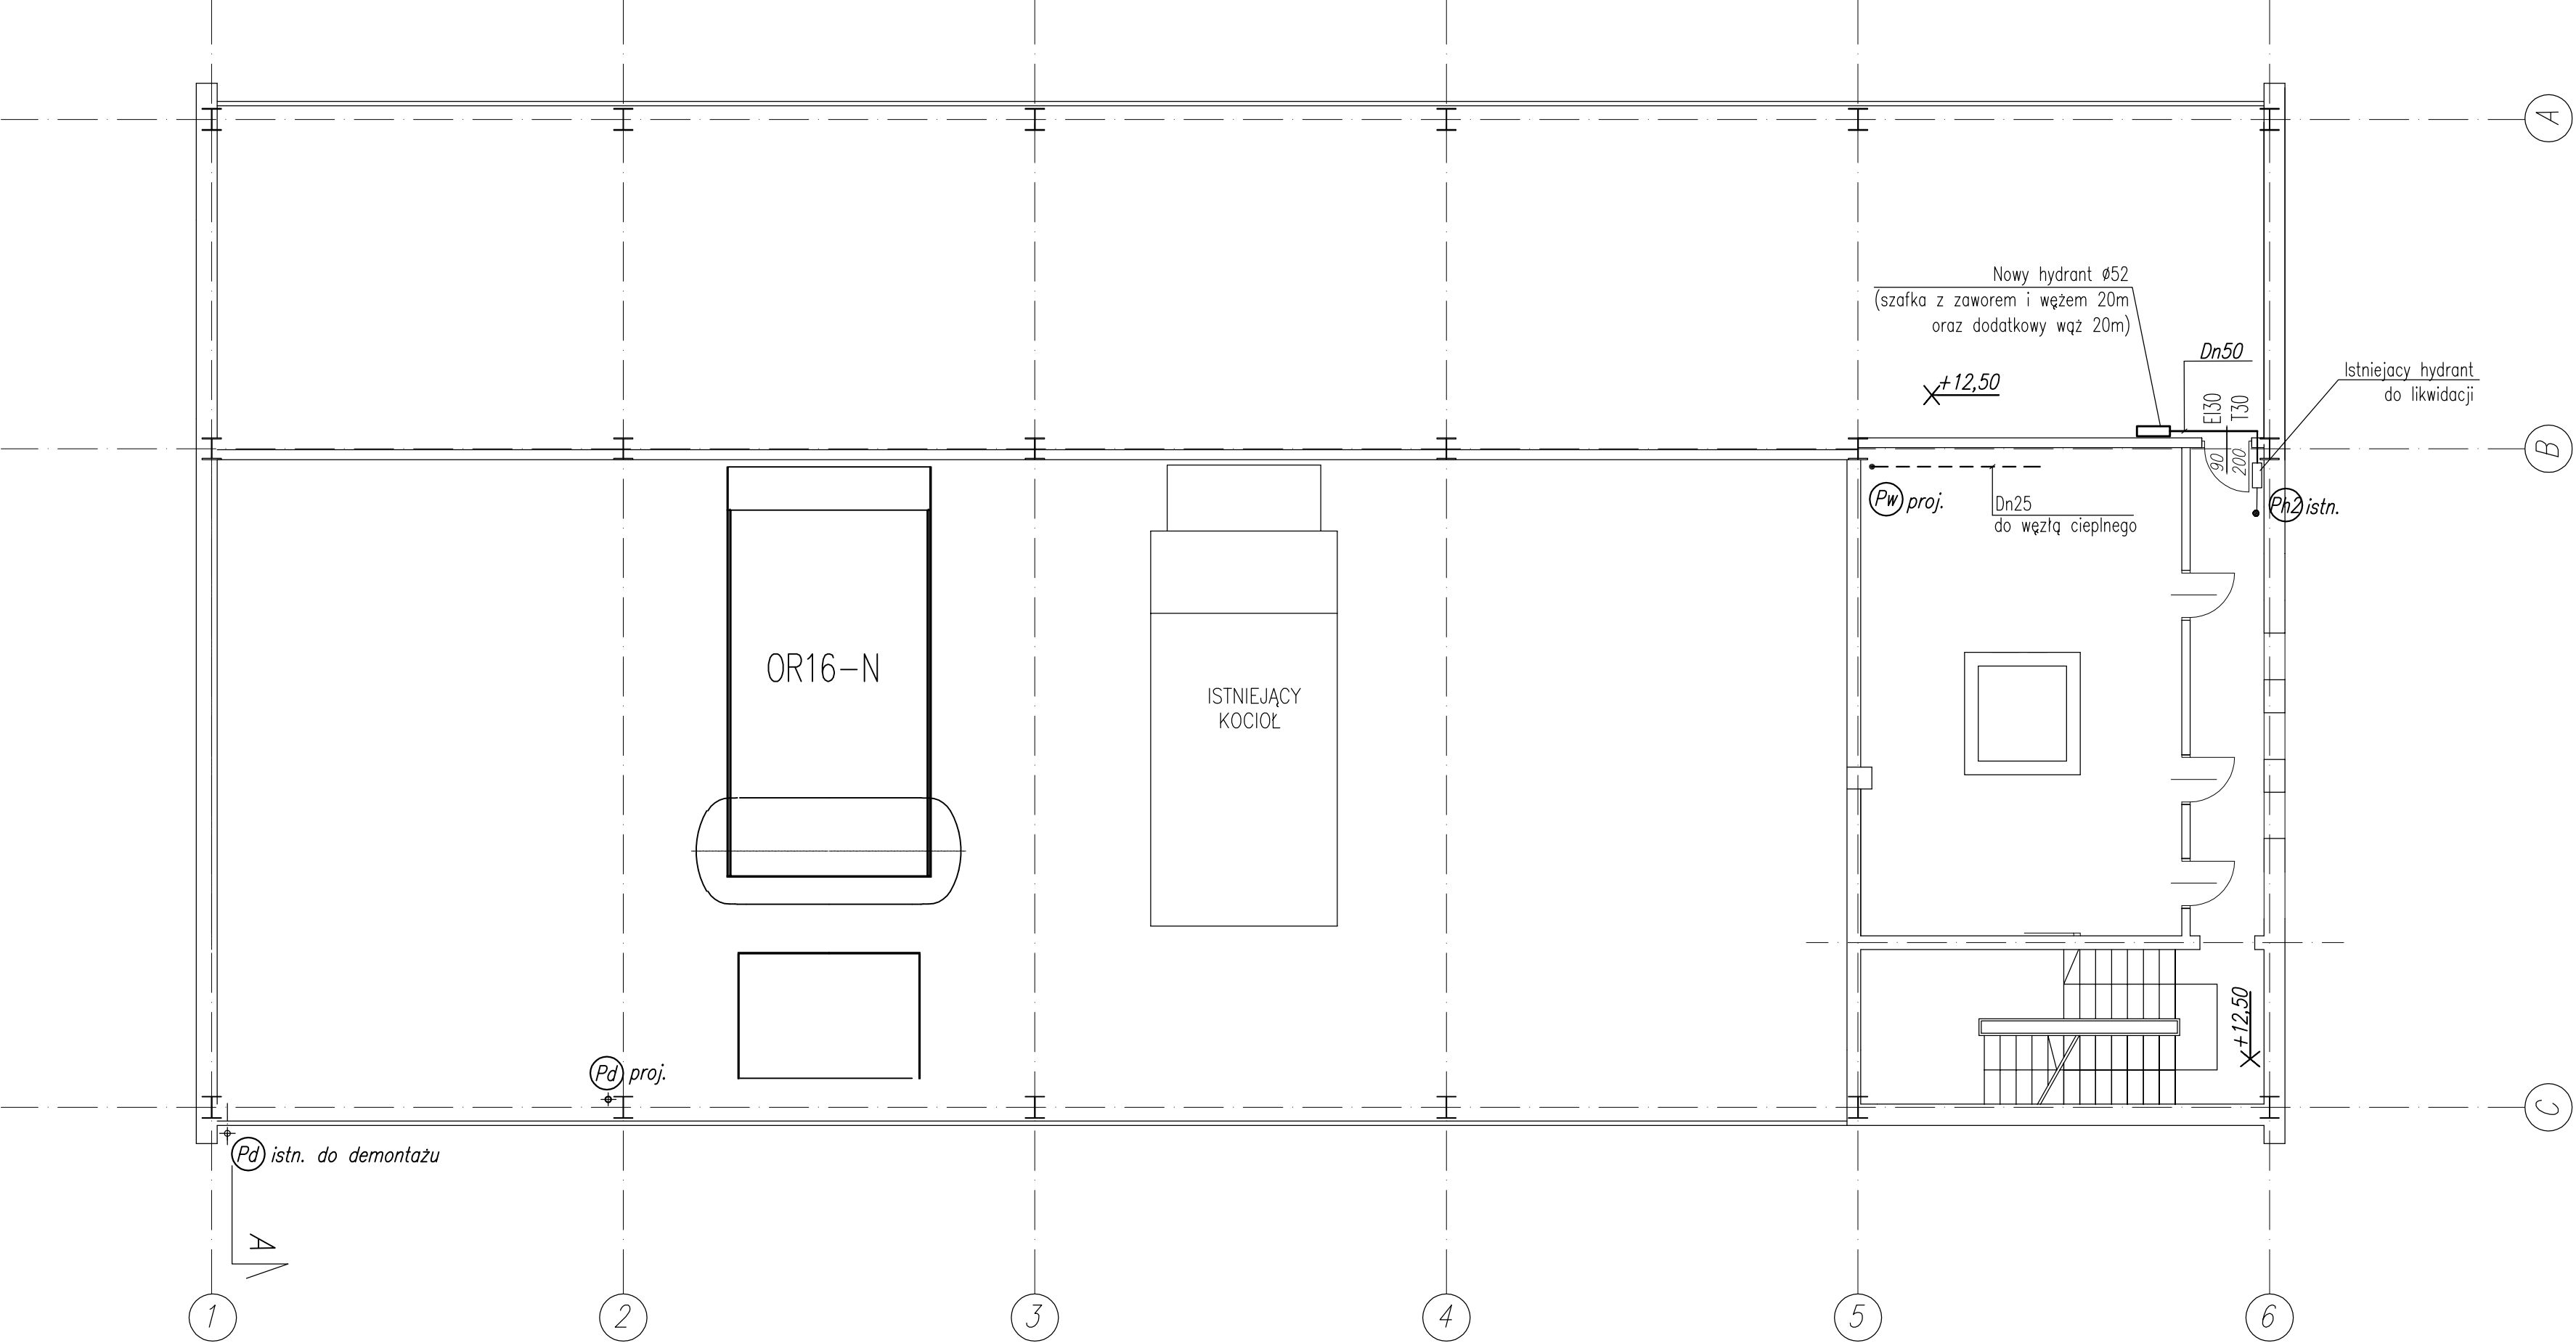 A
Nowy hydrant ø52
(szafka z zaworem i wężem 20m
oraz dodatkowy wąż 20m)
Dn50
Istniejacy hydrant
do likwidacji
+12,50
EI30
T30
B
90
200
Pw proj.
Dn25
do węzłą cieplnego
Ph2 istn.
OR16-N
ISTNIEJĄCY
KOCIOŁ
+12,50
Pd proj.
C
Pd istn. do demontażu
A
1
2
3
4
5
6